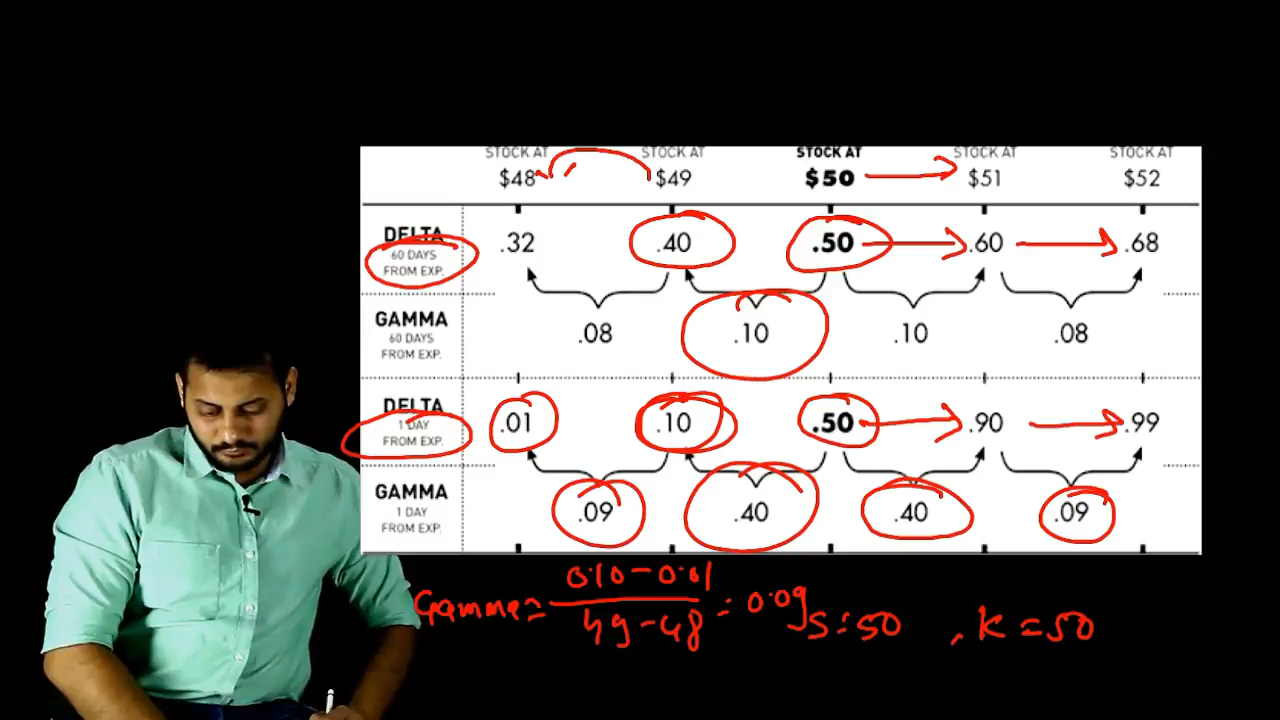 STOCK AT STOCK AT STOCK AT STOCK AT STOCK AT
$48 $49 $50 $51 $52
DELTA
60 DAYS
FROM EXP.
.32 .40 .50 .60 .68
GAMMA
60 DAYS
FROM EXP.
.08 .10 .10 .08
DELTA
1 DAY
FROM EXP.
.01 .10 .50 .90 .99
GAMMA
1 DAY
FROM EXP.
.09 .40 .40 .09
Gamma = 0.10 - 0.01 / 49 - 48 = 0.09
S = 50 , K = 50